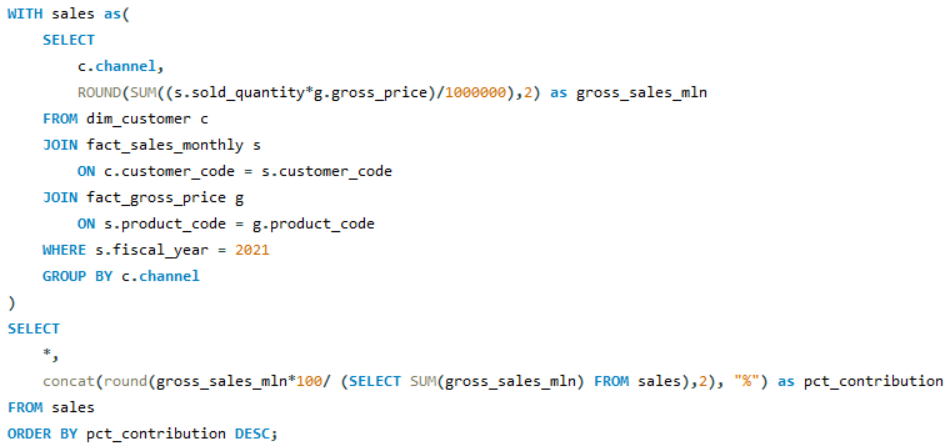 WITH sales as(
    SELECT
        c.channel,
        ROUND(SUM((s.sold_quantity*g.gross_price)/1000000),2) as gross_sales_mln
    FROM dim_customer c
    JOIN fact_sales_monthly s
        ON c.customer_code = s.customer_code
    JOIN fact_gross_price g
        ON s.product_code = g.product_code
    WHERE s.fiscal_year = 2021
    GROUP BY c.channel
)
SELECT
    *,
    concat(round(gross_sales_mln*100/ (SELECT SUM(gross_sales_mln) FROM sales),2), "%") as pct_contribution
FROM sales
ORDER BY pct_contribution DESC;